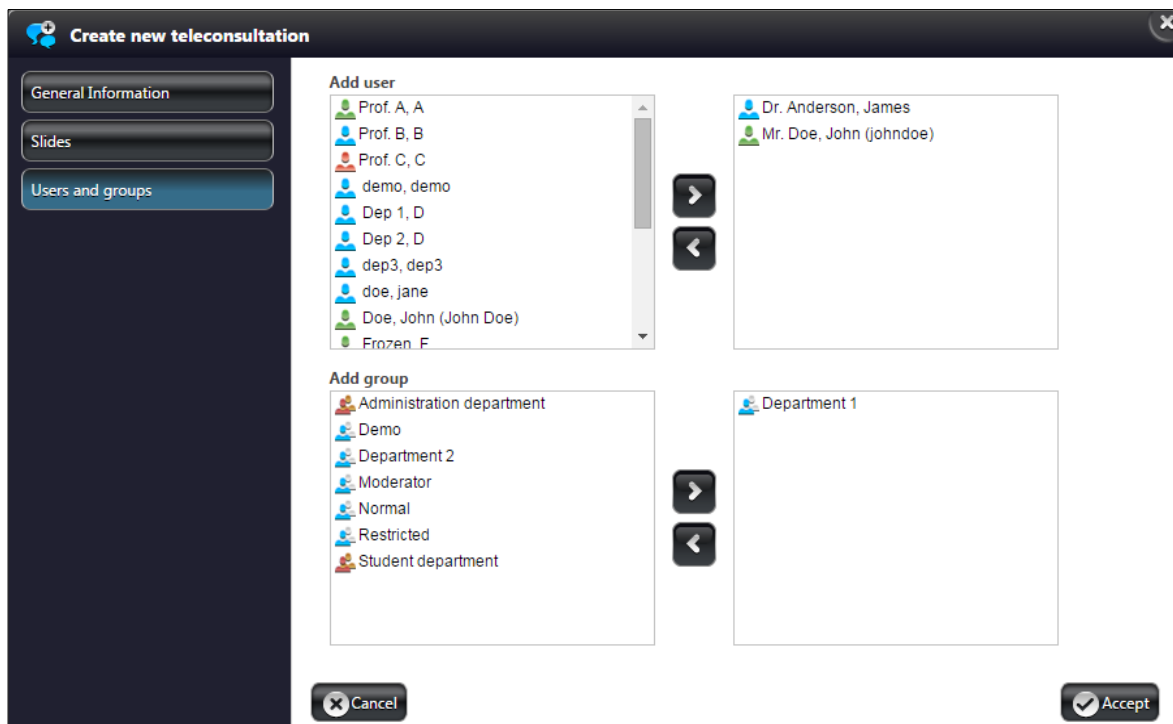 Create new teleconsultation
General Information
Slides
Users and groups
Add user
Prof. A, A
Prof. B, B
Prof. C, C
demo, demo
Dep 1, D
Dep 2, D
dep3, dep3
doe, jane
Doe, John (John Doe)
Frozen, F
Dr. Anderson, James
Mr. Doe, John (johndoe)
Add group
Administration department
Demo
Department 2
Moderator
Normal
Restricted
Student department
Department 1
Cancel
Accept